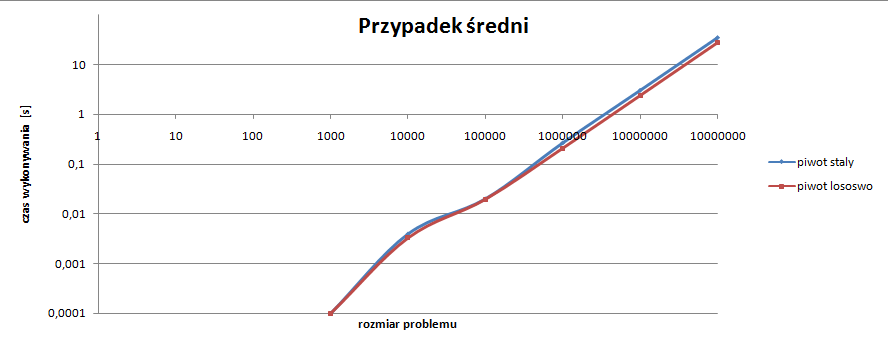 Przypadek średni
czas wykonywania [s]
10
1
0,1
0,01
0,001
0,0001
1 10 100 1000 10000 100000 1000000 10000000 10000000
rozmiar problemu
piwot staly
piwot lososwo